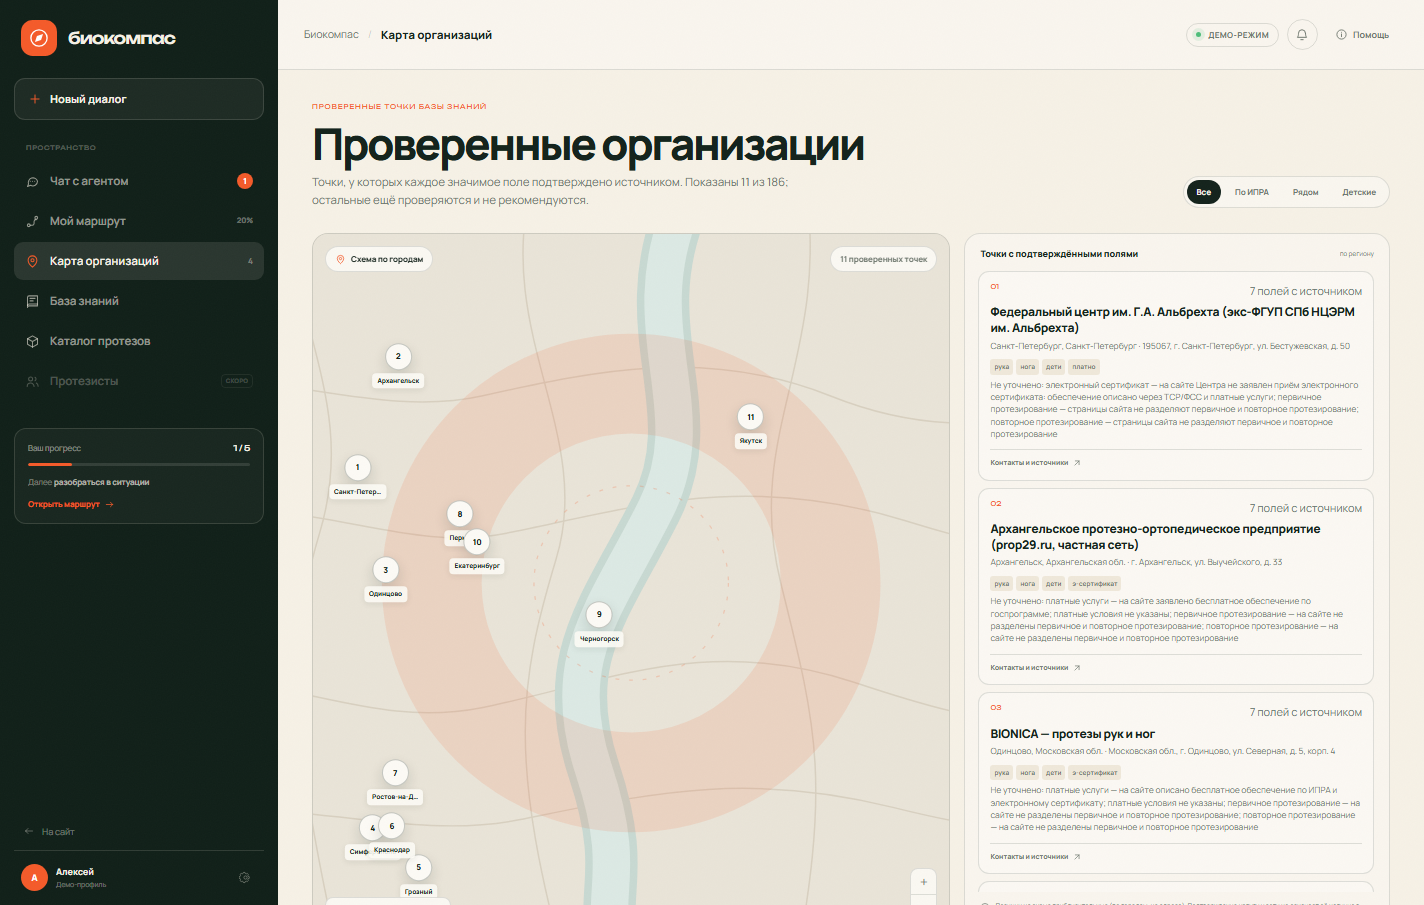 биокомпас
Новый диалог
ПРОСТРАНСТВО
Чат с агентом 1
Мой маршрут 20%
Карта организаций 4
База знаний
Каталог протезов
Протезисты СКОРО
Ваш прогресс 1 / 5
Далее разобраться в ситуации
Открыть маршрут →
← На сайт
А Алексей
Демо-профиль
Биокомпас / Карта организаций
ДЕМО-РЕЖИМ
Помощь
ПРОВЕРЕННЫЕ ТОЧКИ БАЗЫ ЗНАНИЙ
Проверенные организации
Точки, у которых каждое значимое поле подтверждено источником. Показаны 11 из 186;
остальные ещё проверяются и не рекомендуются.
Все По ИПРА Рядом Детские
Схема по городам
11 проверенных точек
2
Архангельск
11
Якутск
1
Санкт-Петер...
8
10
Екатеринбург
3
Одинцово
9
Черногорск
7
Ростов-на-Д...
4 6
Краснодар
5
Грозный
+
Точки с подтверждёнными полями по региону
01 7 полей с источником
Федеральный центр им. Г.А. Альбрехта (экс-ФГУП СПб НЦЭРМ
им. Альбрехта)
Санкт-Петербург, Санкт-Петербург · 195067, г. Санкт-Петербург, ул. Бестужевская, д. 50
рука нога дети платно
Не уточнено: электронный сертификат — на сайте Центра не заявлен приём электронного
сертификата: обеспечение описано через ТСР/ФСС и платные услуги; первичное
протезирование — страницы сайта не разделяют первичное и повторное протезирование;
повторное протезирование — страницы сайта не разделяют первичное и повторное
протезирование
Контакты и источники
02 7 полей с источником
Архангельское протезно-ортопедическое предприятие
(prop29.ru, частная сеть)
Архангельск, Архангельская обл. · г. Архангельск, ул. Выучейского, д. 33
рука нога дети э-сертификат
Не уточнено: платные услуги — на сайте заявлено бесплатное обеспечение по
госпрограмме; платные условия не указаны; первичное протезирование — на сайте не
разделены первичное и повторное протезирование; повторное протезирование — на
сайте не разделены первичное и повторное протезирование
Контакты и источники
03 7 полей с источником
BIONICA — протезы рук и ног
Одинцово, Московская обл. · Московская обл., г. Одинцово, ул. Северная, д. 5, корп. 4
рука нога дети э-сертификат
Не уточнено: платные услуги — на сайте описано бесплатное обеспечение по ИПРА и
электронному сертификату; платные условия не указаны; первичное протезирование — на
сайте не разделены первичное и повторное протезирование; повторное протезирование
— на сайте не разделены первичное и повторное протезирование
Контакты и источники